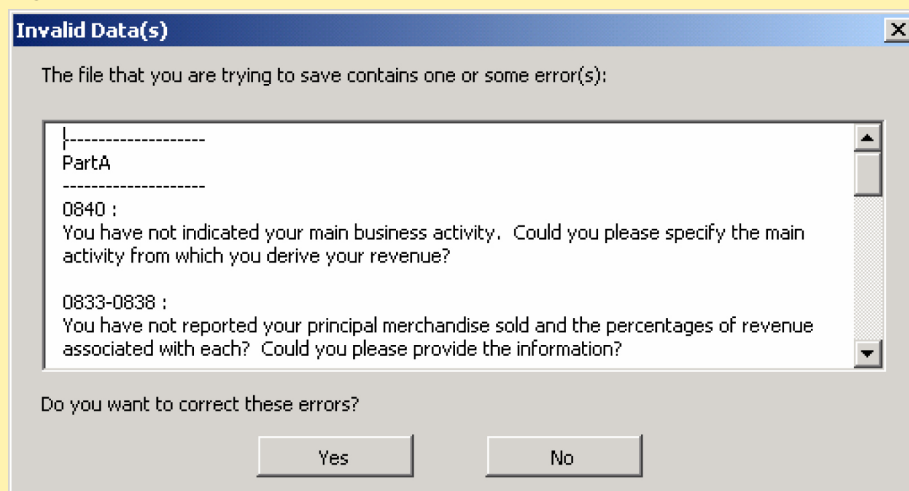 Invalid Data(s)
The file that you are trying to save contains one or some error(s):
--------------------
PartA
--------------------
0840 :
You have not indicated your main business activity.  Could you please specify the main
activity from which you derive your revenue?
0833-0838 :
You have not reported your principal merchandise sold and the percentages of revenue
associated with each?  Could you please provide the information?
Do you want to correct these errors?
Yes
No